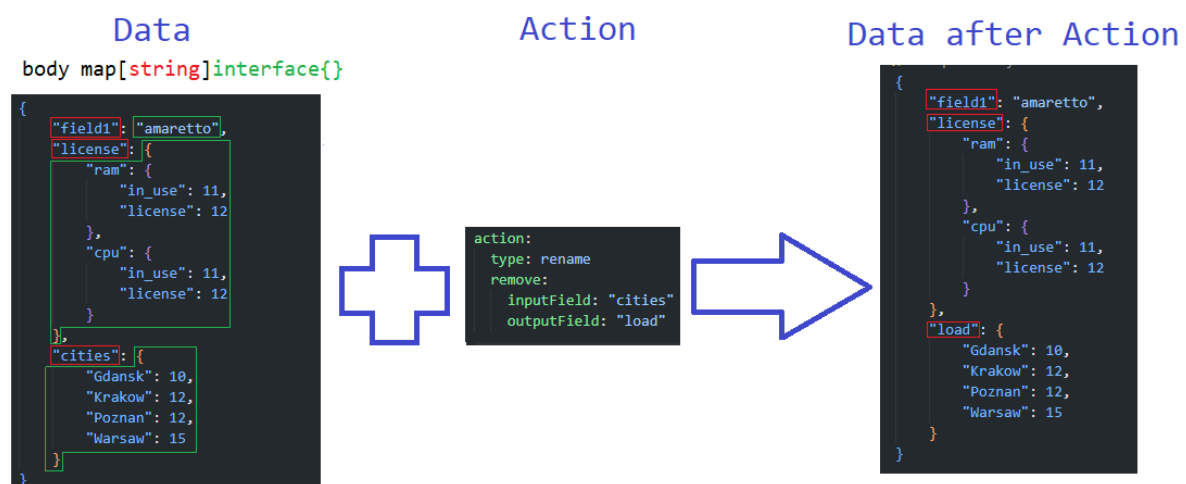 Data
body map[string]interface{}
{
"field1": "amaretto",
"license": {
"ram": {
"in_use": 11,
"license": 12
},
"cpu": {
"in_use": 11,
"license": 12
}
},
"cities": {
"Gdansk": 10,
"Krakow": 12,
"Poznan": 12,
"Warsaw": 15
}
}
Action
action:
type: rename
remove:
inputField: "cities"
outputField: "load"
Data after Action
{
"field1": "amaretto",
"license": {
"ram": {
"in_use": 11,
"license": 12
},
"cpu": {
"in_use": 11,
"license": 12
}
},
"load": {
"Gdansk": 10,
"Krakow": 12,
"Poznan": 12,
"Warsaw": 15
}
}